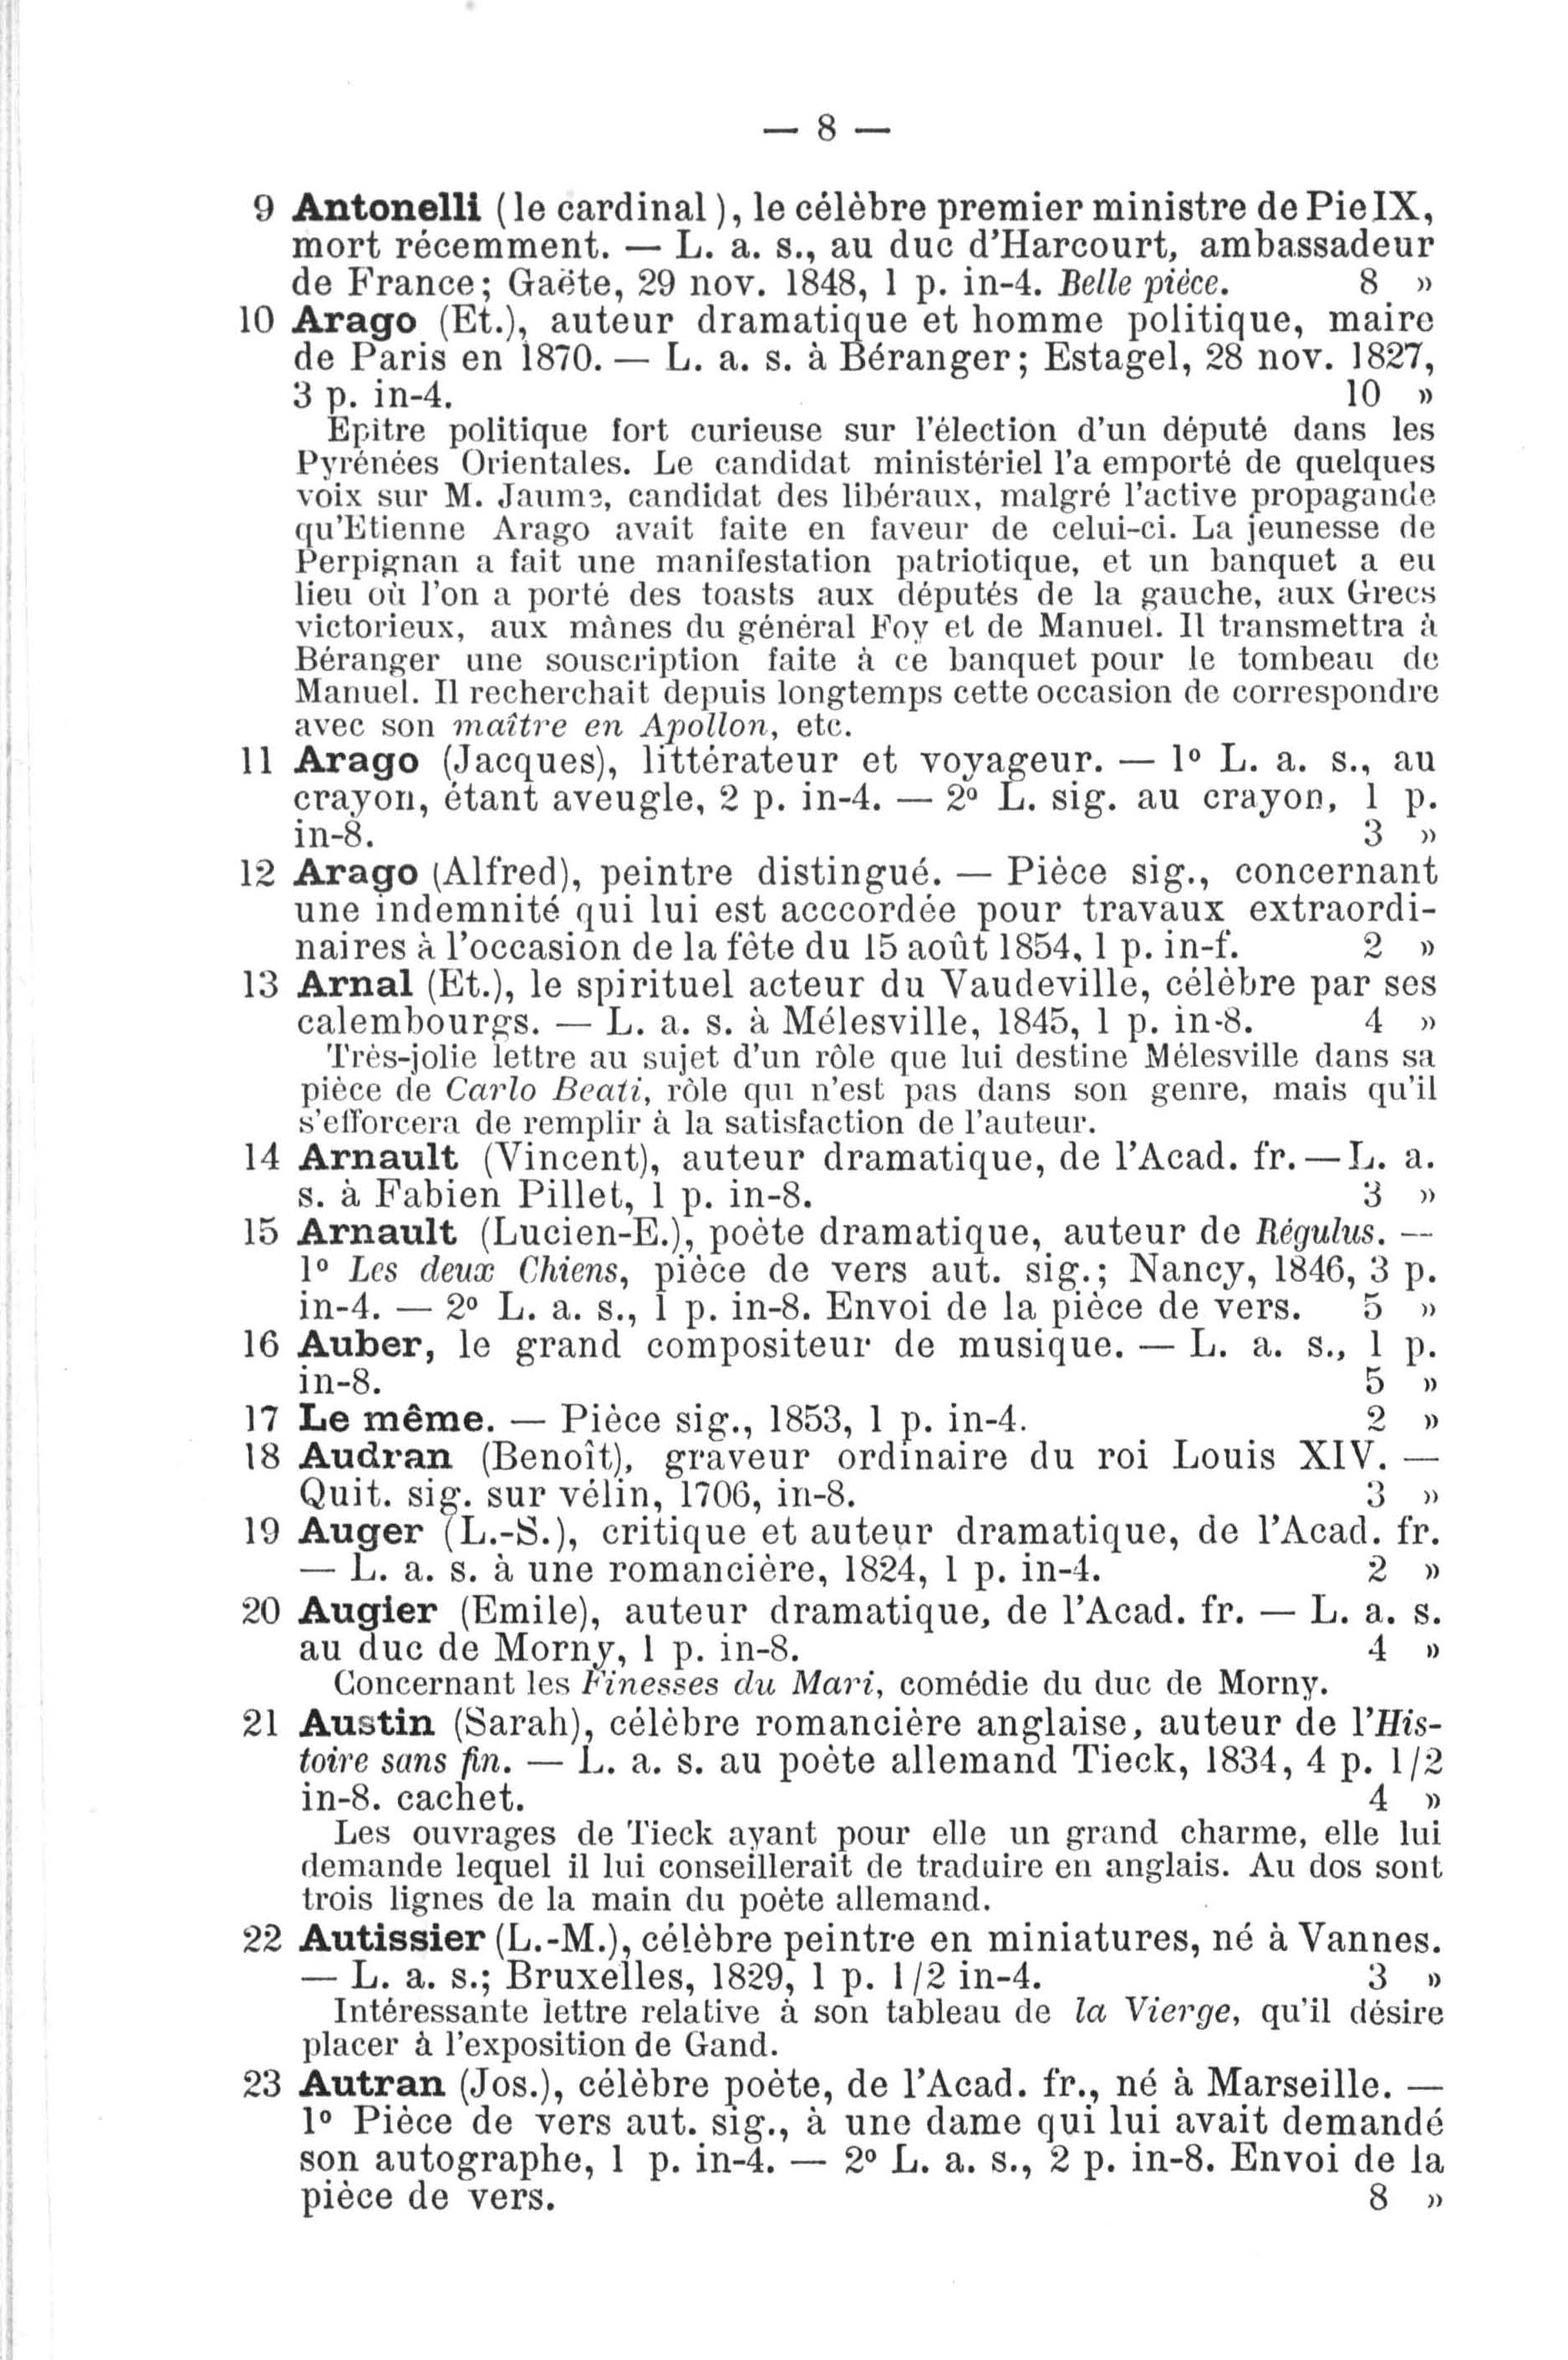 — 8 —
9 Antonelli (le cardinal), le célèbre premier ministre de Pie IX,
mort récemment. — L. a. s., au duc d'Harcourt, ambassadeur
de France; Gaëte, 29 nov. 1848, 1 p. in-4. Belle pièce. 8 »
10 Arago (Et.), auteur dramatique et homme politique, maire
de Paris en 1870. — L. a. s. à Béranger; Estagel, 28 nov. 1827,
3 p. in-4. 10 »
Epitre politique fort curieuse sur l'élection d'un député dans les
Pyrénées Orientales. Le candidat ministériel l'a emporté de quelques
voix sur M. Jaume, candidat des libéraux, malgré l'active propagande
qu'Etienne Arago avait faite en faveur de celui-ci. La jeunesse de
Perpignan a fait une manifestation patriotique, et un banquet a eu
lieu où l'on a porté des toasts aux députés de la gauche, aux Grecs
victorieux, aux mânes du général Foy et de Manuel. Il transmettra à
Béranger une souscription faite à ce banquet pour le tombeau de
Manuel. Il recherchait depuis longtemps cette occasion de correspondre
avec son maître en Apollon, etc.
11 Arago (Jacques), littérateur et voyageur. — 1º L. a. s., au
crayon, étant aveugle, 2 p. in-4. — 2º L. sig. au crayon, 1 p.
in-8. 3 »
12 Arago (Alfred), peintre distingué. — Pièce sig., concernant
une indemnité qui lui est acccordée pour travaux extraordi-
naires à l'occasion de la fête du 15 août 1854, 1 p. in-f. 2 »
13 Arnal (Et.), le spirituel acteur du Vaudeville, célèbre par ses
calembourgs. — L. a. s. à Mélesville, 1845, 1 p. in-8. 4 »
Très-jolie lettre au sujet d'un rôle que lui destine Mélesville dans sa
pièce de Carlo Beati, rôle qui n'est pas dans son genre, mais qu'il
s'efforcera de remplir à la satisfaction de l'auteur.
14 Arnault (Vincent), auteur dramatique, de l'Acad. fr. — L. a.
s. à Fabien Pillet, 1 p. in-8. 3 »
15 Arnault (Lucien-E.), poète dramatique, auteur de Régulus. —
1º Les deux Chiens, pièce de vers aut. sig.; Nancy, 1846, 3 p.
in-4. — 2º L. a. s., 1 p. in-8. Envoi de la pièce de vers. 5 »
16 Auber, le grand compositeur de musique. — L. a. s., 1 p.
in-8. 5 »
17 Le même. — Pièce sig., 1853, 1 p. in-4. 2 »
18 Audran (Benoît), graveur ordinaire du roi Louis XIV. —
Quit. sig. sur vélin, 1706, in-8. 3 »
19 Auger (L.-S.), critique et auteur dramatique, de l'Acad. fr.
— L. a. s. à une romancière, 1824, 1 p. in-4. 2 »
20 Augier (Emile), auteur dramatique, de l'Acad. fr. — L. a. s.
au duc de Morny, 1 p. in-8. 4 »
Concernant les Finesses du Mari, comédie du duc de Morny.
21 Austin (Sarah), célèbre romancière anglaise, auteur de l'His-
toire sans fin. — L. a. s. au poète allemand Tieck, 1834, 4 p. 1/2
in-8. cachet. 4 »
Les ouvrages de Tieck ayant pour elle un grand charme, elle lui
demande lequel il lui conseillerait de traduire en anglais. Au dos sont
trois lignes de la main du poète allemand.
22 Autissier (L.-M.), célèbre peintre en miniatures, né à Vannes.
— L. a. s.; Bruxelles, 1829, 1 p. 1/2 in-4. 3 »
Intéressante lettre relative à son tableau de la Vierge, qu'il désire
placer à l'exposition de Gand.
23 Autran (Jos.), célèbre poète, de l'Acad. fr., né à Marseille. —
1º Pièce de vers aut. sig., à une dame qui lui avait demandé
son autographe, 1 p. in-4. — 2º L. a. s., 2 p. in-8. Envoi de la
pièce de vers. 8 »